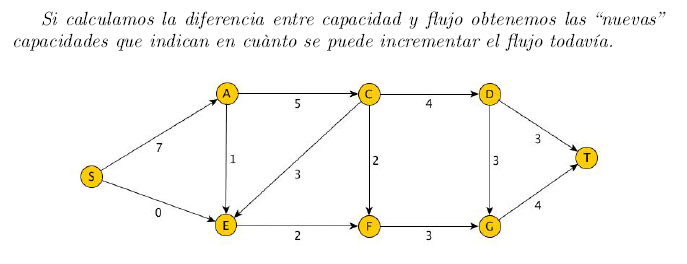 Si calculamos la diferencia entre capacidad y flujo obtenemos las “nuevas”
capacidades que indican en cuànto se puede incrementar el flujo todavía.
A
C
D
5
4
7
3
1
2
3
T
S
3
4
0
E
F
G
2
3